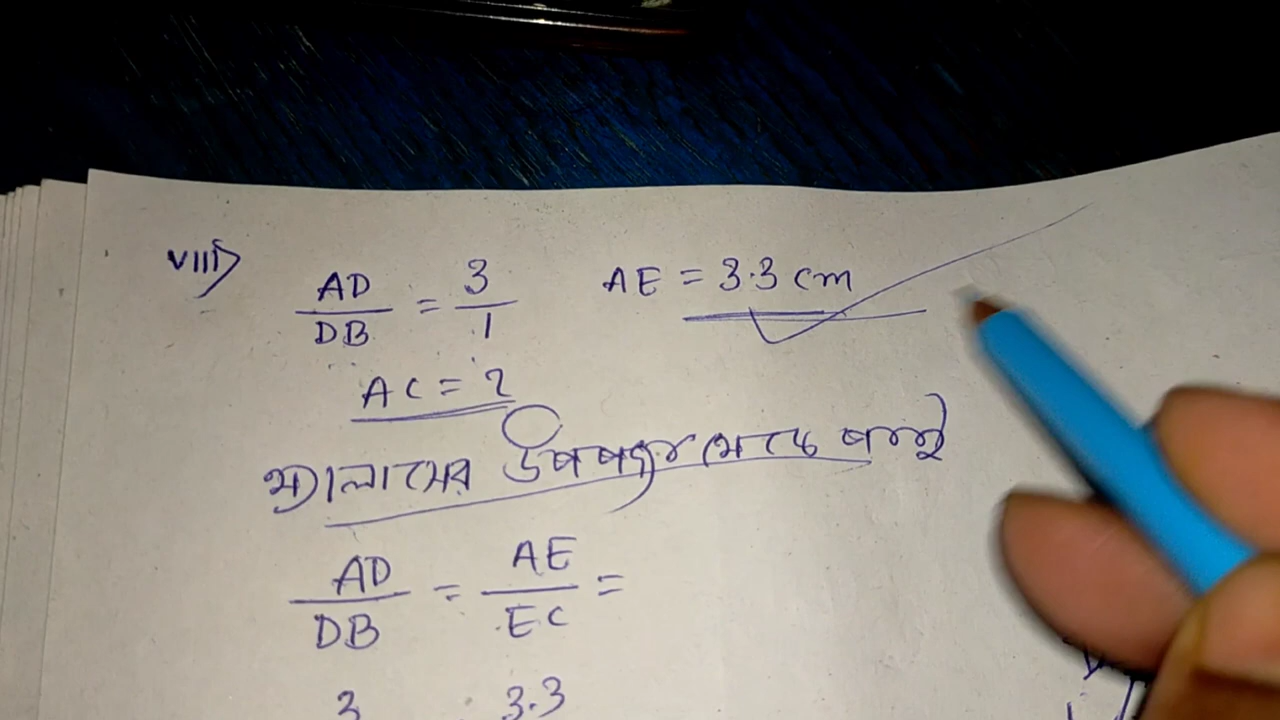 viii) AD/DB = 3/1 AE = 3.3 cm
AC = ?
থ্যালাসের উপপাদ্য থেকে পাই
AD/DB = AE/EC =
3 3.3